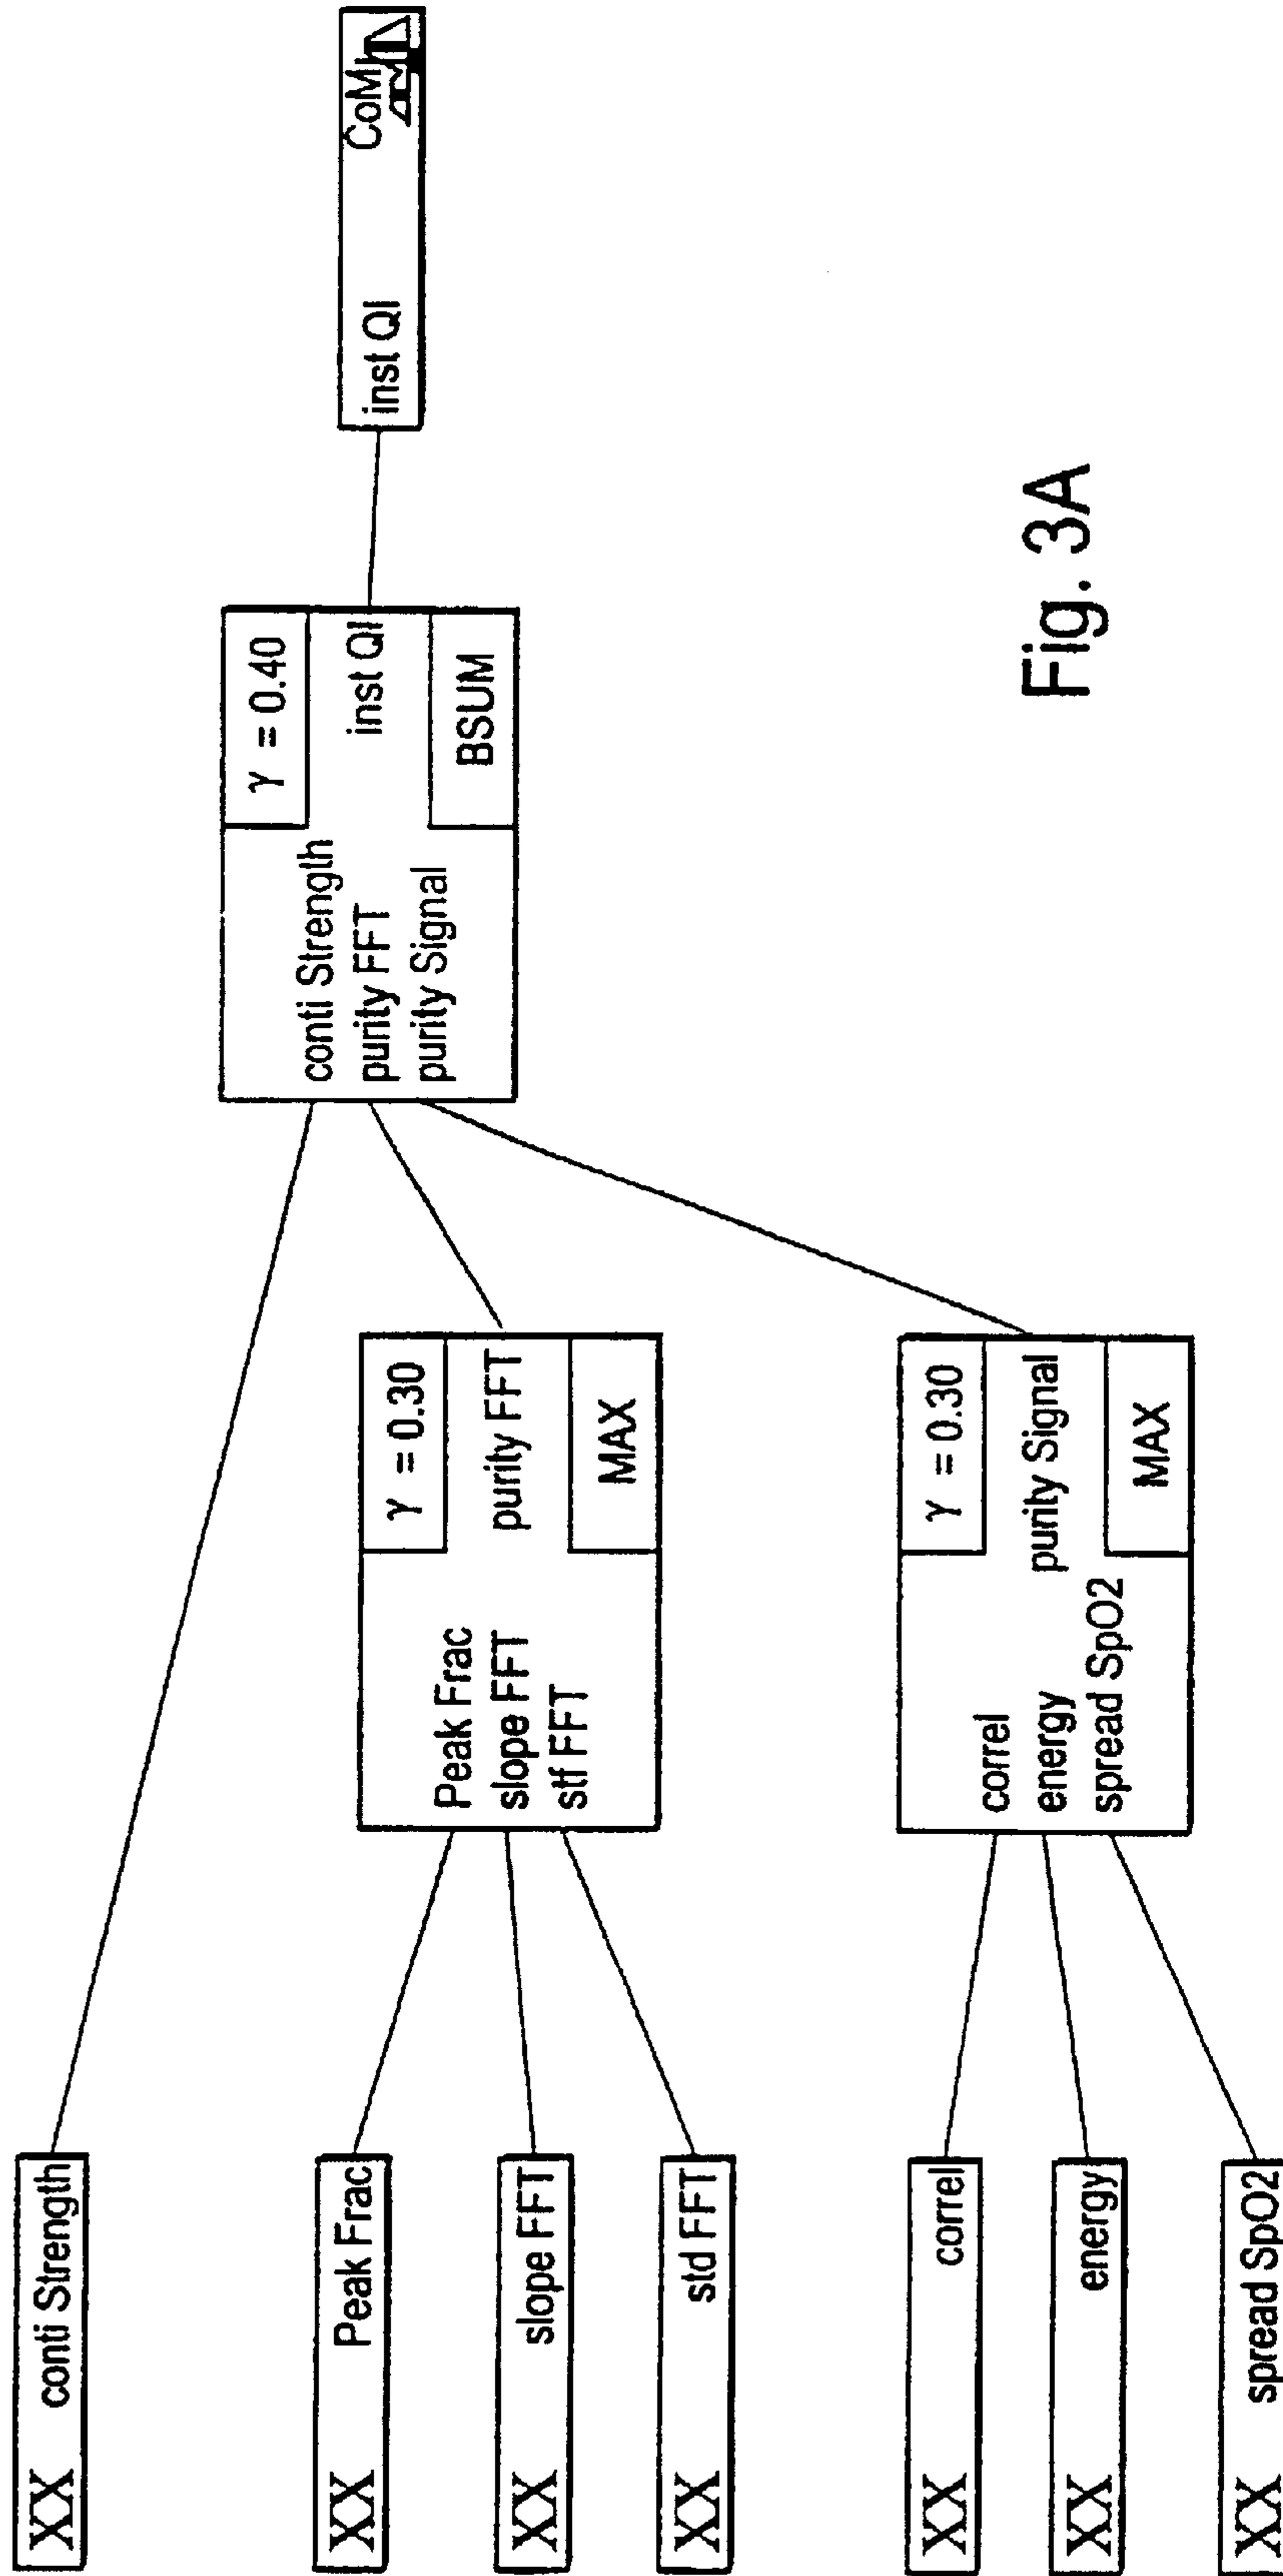 XX conti Strength
XX Peak Frac
XX slope FFT
XX std FFT
XX correl
XX energy
XX spread SpO2
Peak Frac
slope FFT
stf FFT
γ = 0.30
purity FFT
MAX
correl
energy
spread SpO2
γ = 0.30
purity Signal
MAX
conti Strength
purity FFT
purity Signal
γ = 0.40
inst QI
BSUM
inst QI CoM
Fig. 3A